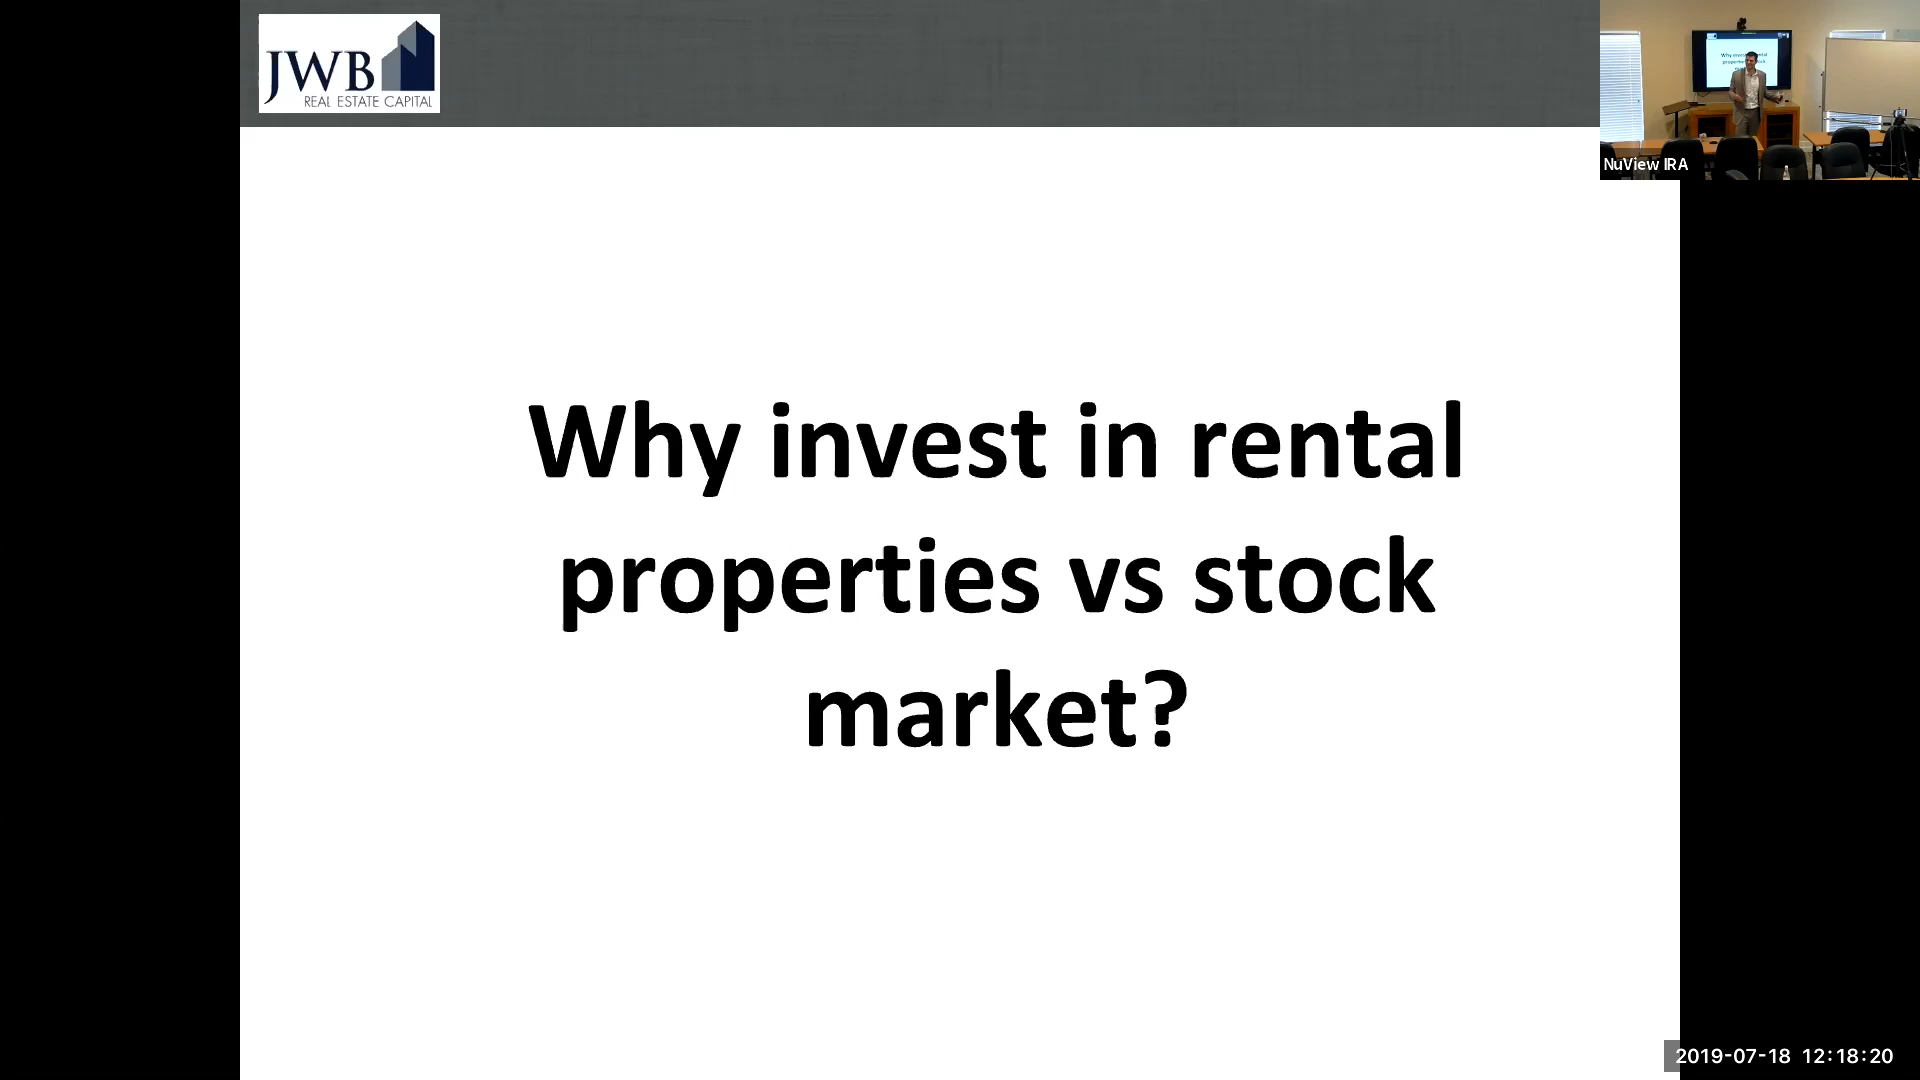 JWB
REAL ESTATE CAPITAL
NuView IRA
Why invest in rental
properties vs stock
market?
2019-07-18 12:18:20